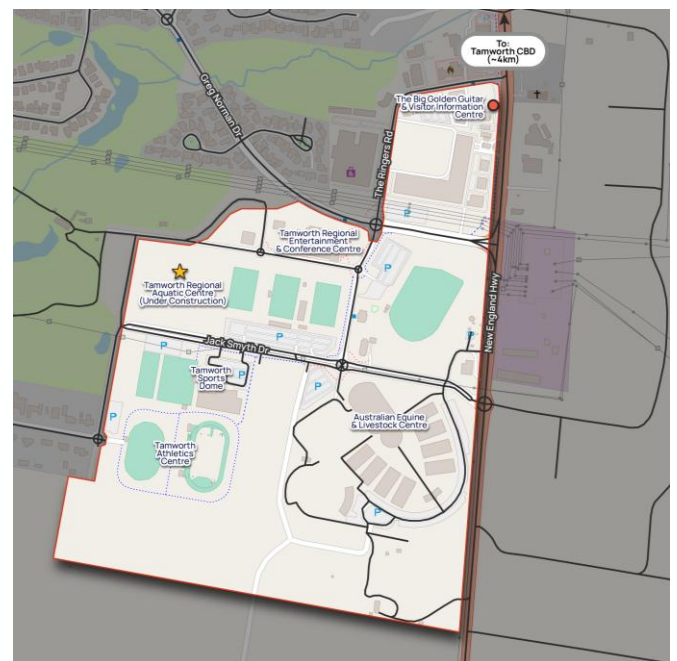 To:
Tamworth CBD
(~4km)
Greg Norman Dr
The Big Golden Guitar
& Visitor Information
Centre
The Ringers Rd
P
Tamworth Regional
Entertainment
& Conference Centre
P
Tamworth Regional
Aquatic Centre
(Under Construction)
New England Hwy
P
P
P
Jack Smyth Dr
Tamworth
Sports
Dome
P
P
P
Australian Equine
& Livestock Centre
Tamworth
Athletics
Centre
P